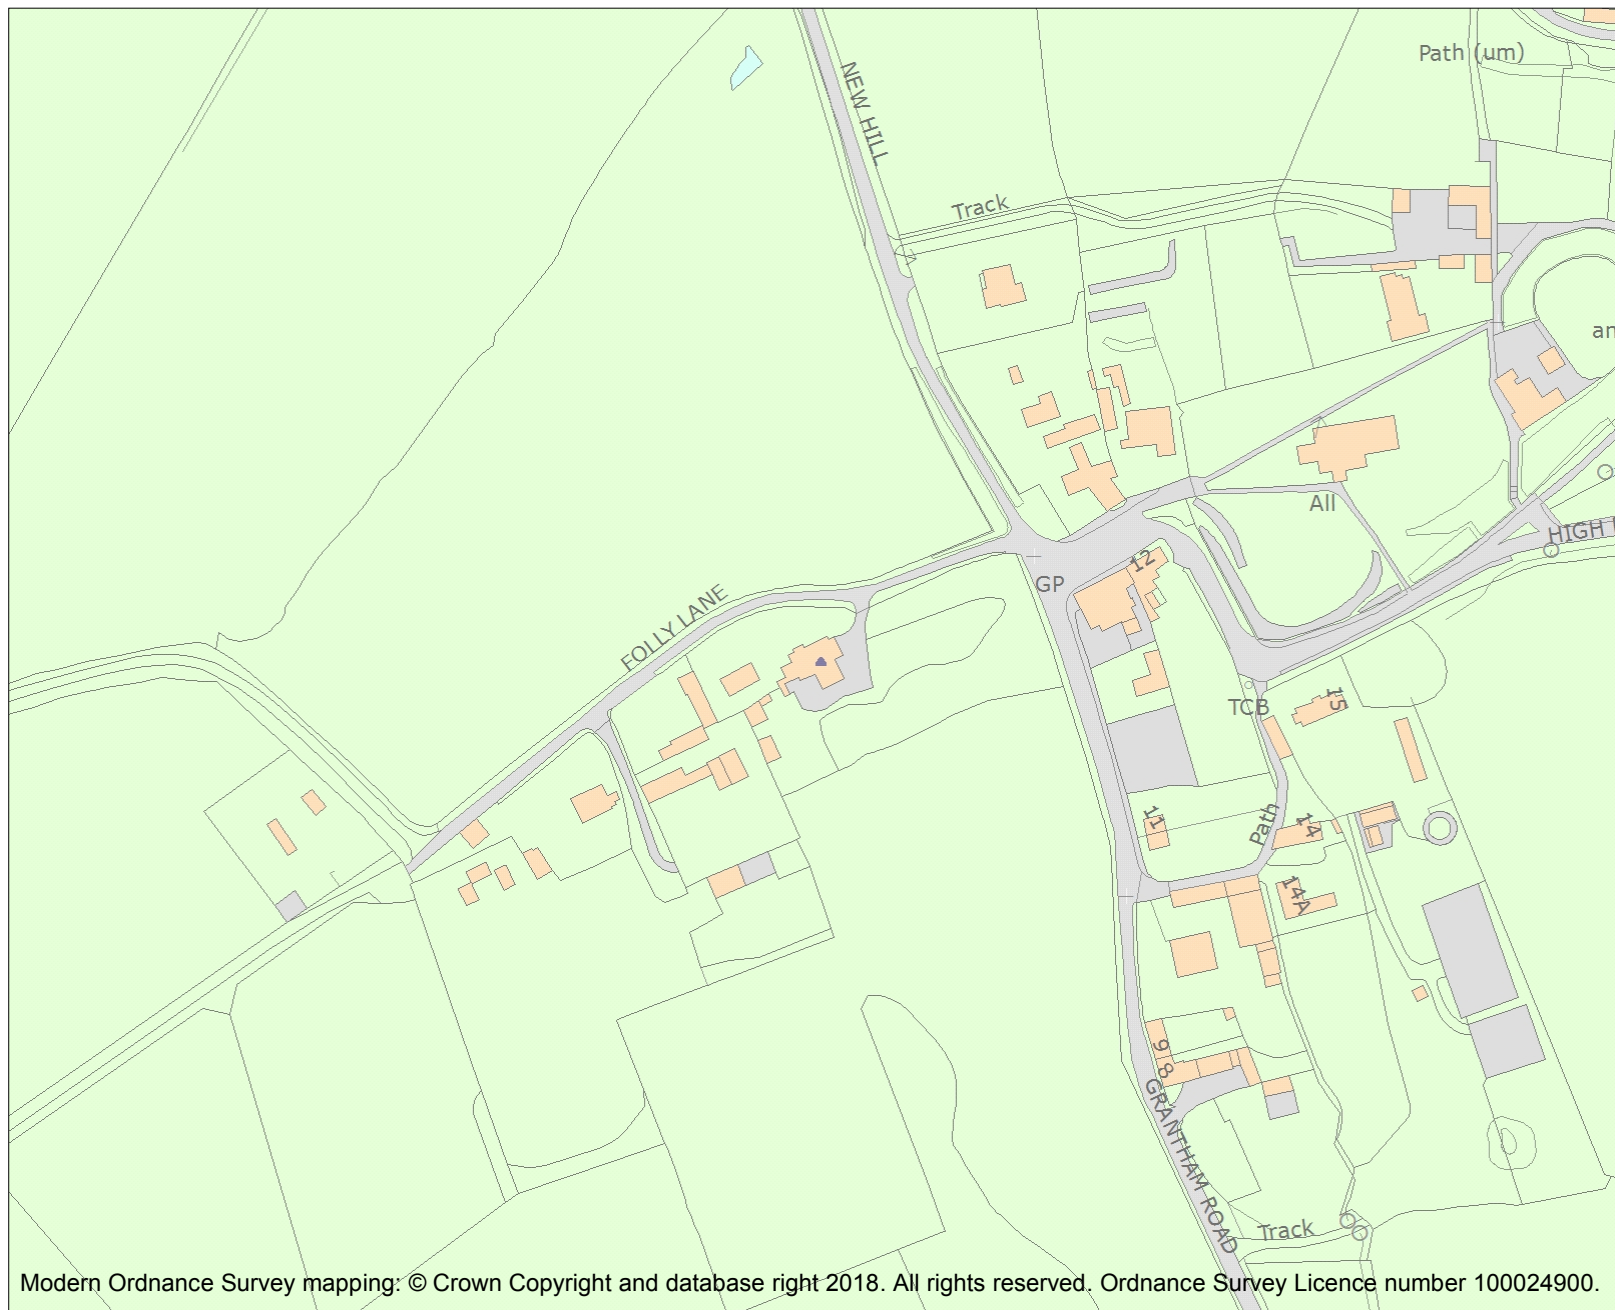 Path (um)
NEW HILL
Track
an
All
HIGH
12
GP
FOLLY LANE
TCB
15
11
Path
14
14A
9
8
GRANTHAM ROAD
Track
Modern Ordnance Survey mapping: © Crown Copyright and database right 2018. All rights reserved. Ordnance Survey Licence number 100024900.